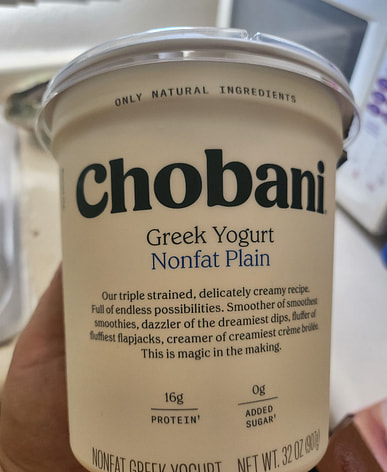 ONLY NATURAL INGREDIENTS
Chobani
Greek Yogurt
Nonfat Plain
Our triple strained, delicately creamy recipe.
Full of endless possibilities. Smoother of smoothest
smoothies, dazzler of the dreamiest dips, fluffer of
fluffiest flapjacks, creamer of creamiest crème brûlée.
This is magic in the making.
16g
PROTEIN†
0g
ADDED
SUGAR†
NONFAT GREEK YOGURT NET WT. 32 OZ (907g)